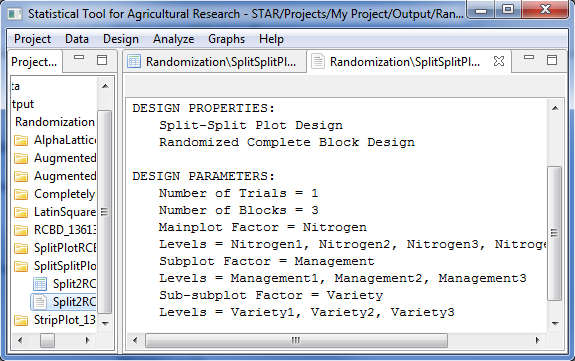 Statistical Tool for Agricultural Research - STAR/Projects/My Project/Output/Ran...
Project Data Design Analyze Graphs Help
Project...
Randomization\SplitSplitPl...
Randomization\SplitSplitPl...
ta
tput
Randomization
AlphaLattic
Augmented
Augmented
Completely
LatinSquare
RCBD_13613
SplitPlotRCB
SplitSplitPlo
Split2RC
Split2RC
StripPlot_13
DESIGN PROPERTIES:
Split-Split Plot Design
Randomized Complete Block Design
DESIGN PARAMETERS:
Number of Trials = 1
Number of Blocks = 3
Mainplot Factor = Nitrogen
Levels = Nitrogen1, Nitrogen2, Nitrogen3, Nitroge
Subplot Factor = Management
Levels = Management1, Management2, Management3
Sub-subplot Factor = Variety
Levels = Variety1, Variety2, Variety3